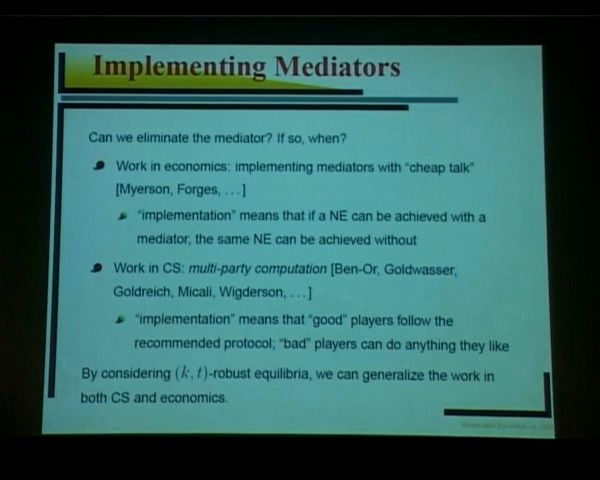 Implementing Mediators
Can we eliminate the mediator? If so, when?
Work in economics: implementing mediators with "cheap talk"
[Myerson, Forges, ...]
"implementation" means that if a NE can be achieved with a
mediator, the same NE can be achieved without
Work in CS: multi-party computation [Ben-Or, Goldwasser,
Goldreich, Micali, Wigderson, ...]
"implementation" means that "good" players follow the
recommended protocol; "bad" players can do anything they like
By considering (k, t)-robust equilibria, we can generalize the work in
both CS and economics.